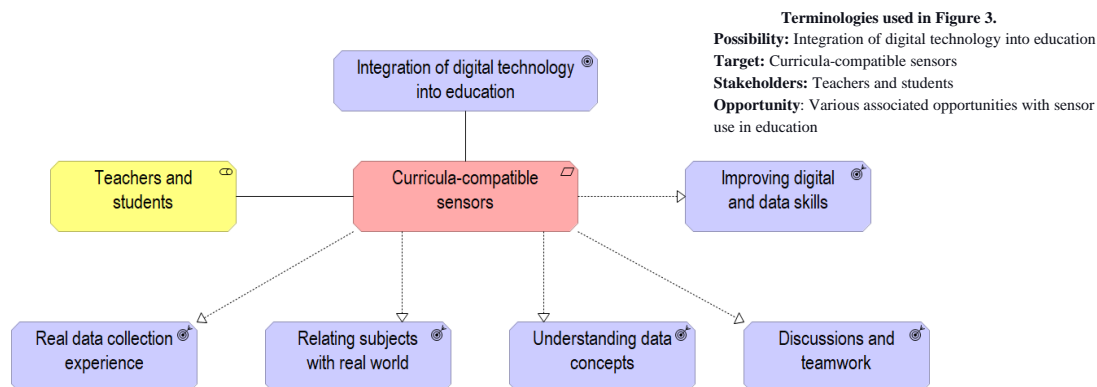 Terminologies used in Figure 3.
Possibility: Integration of digital technology into education
Target: Curricula-compatible sensors
Stakeholders: Teachers and students
Opportunity: Various associated opportunities with sensor
use in education
Integration of digital technology
into education
Teachers and
students
Curricula-compatible
sensors
Improving digital
and data skills
Real data collection
experience
Relating subjects
with real world
Understanding data
concepts
Discussions and
teamwork